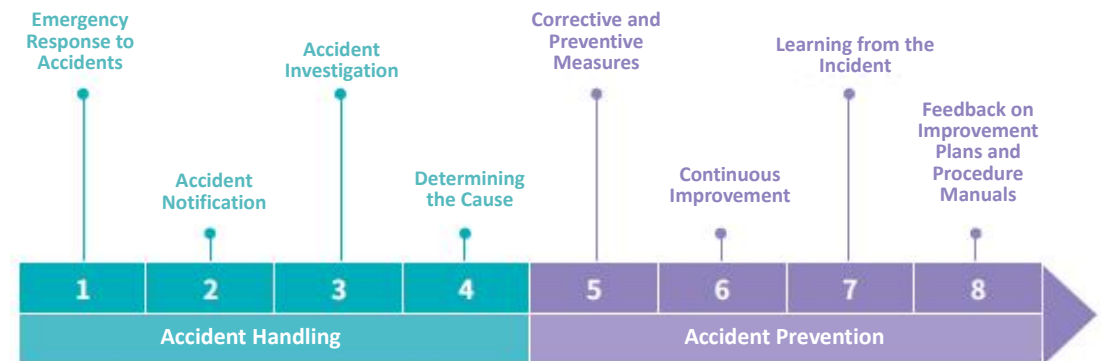 Emergency
Response to
Accidents
Accident
Notification
Accident
Investigation
Determining
the Cause
Corrective and
Preventive
Measures
Continuous
Improvement
Learning from the
Incident
Feedback on
Improvement
Plans and
Procedure
Manuals
1 2 3 4 5 6 7 8
Accident Handling
Accident Prevention